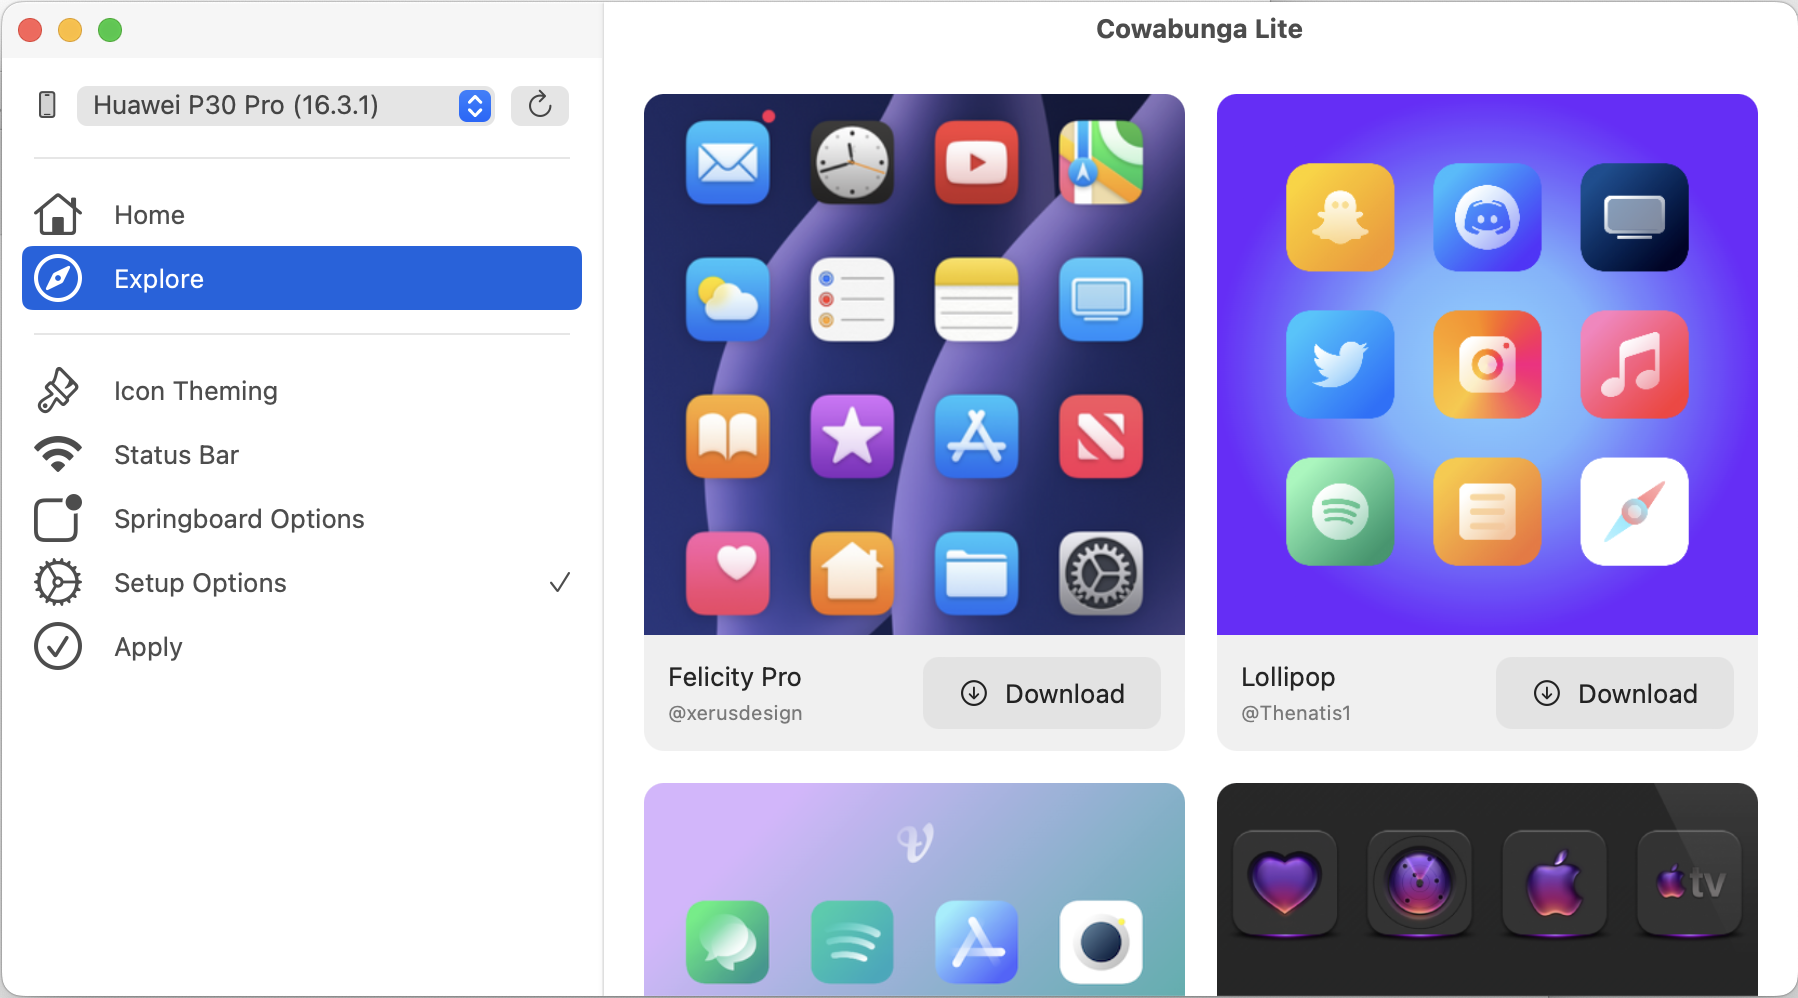 Cowabunga Lite
Huawei P30 Pro (16.3.1)
Home
Explore
Icon Theming
Status Bar
Springboard Options
Setup Options
Apply
Felicity Pro
@xerusdesign
Download
Lollipop
@Thenatis1
Download
tv